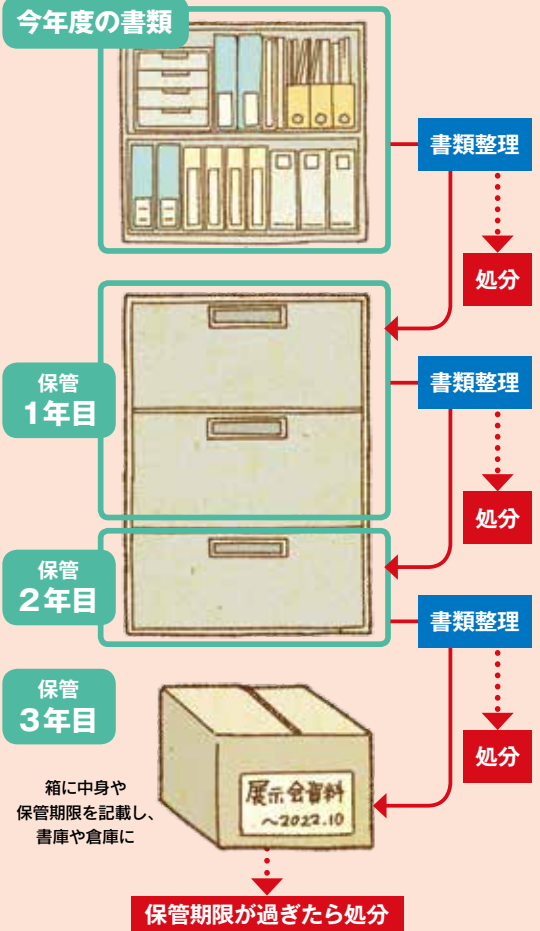 今年度の書類
書類整理
処分
保管
1年目
書類整理
処分
保管
2年目
書類整理
保管
3年目
処分
箱に中身や
保管期限を記載し、
書庫や倉庫に
展示会資料
〜2022.10
保管期限が過ぎたら処分